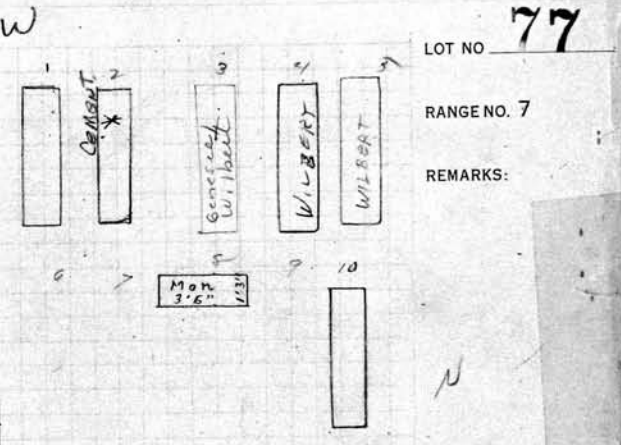 W
LOT NO 77
1 2 3 4 5
CEMENT
Genesee
Wilbert
WILBERT
WILBERT
RANGE NO. 7
REMARKS:
6 7 8 9 10
Mon
3'6" 1'3"
N